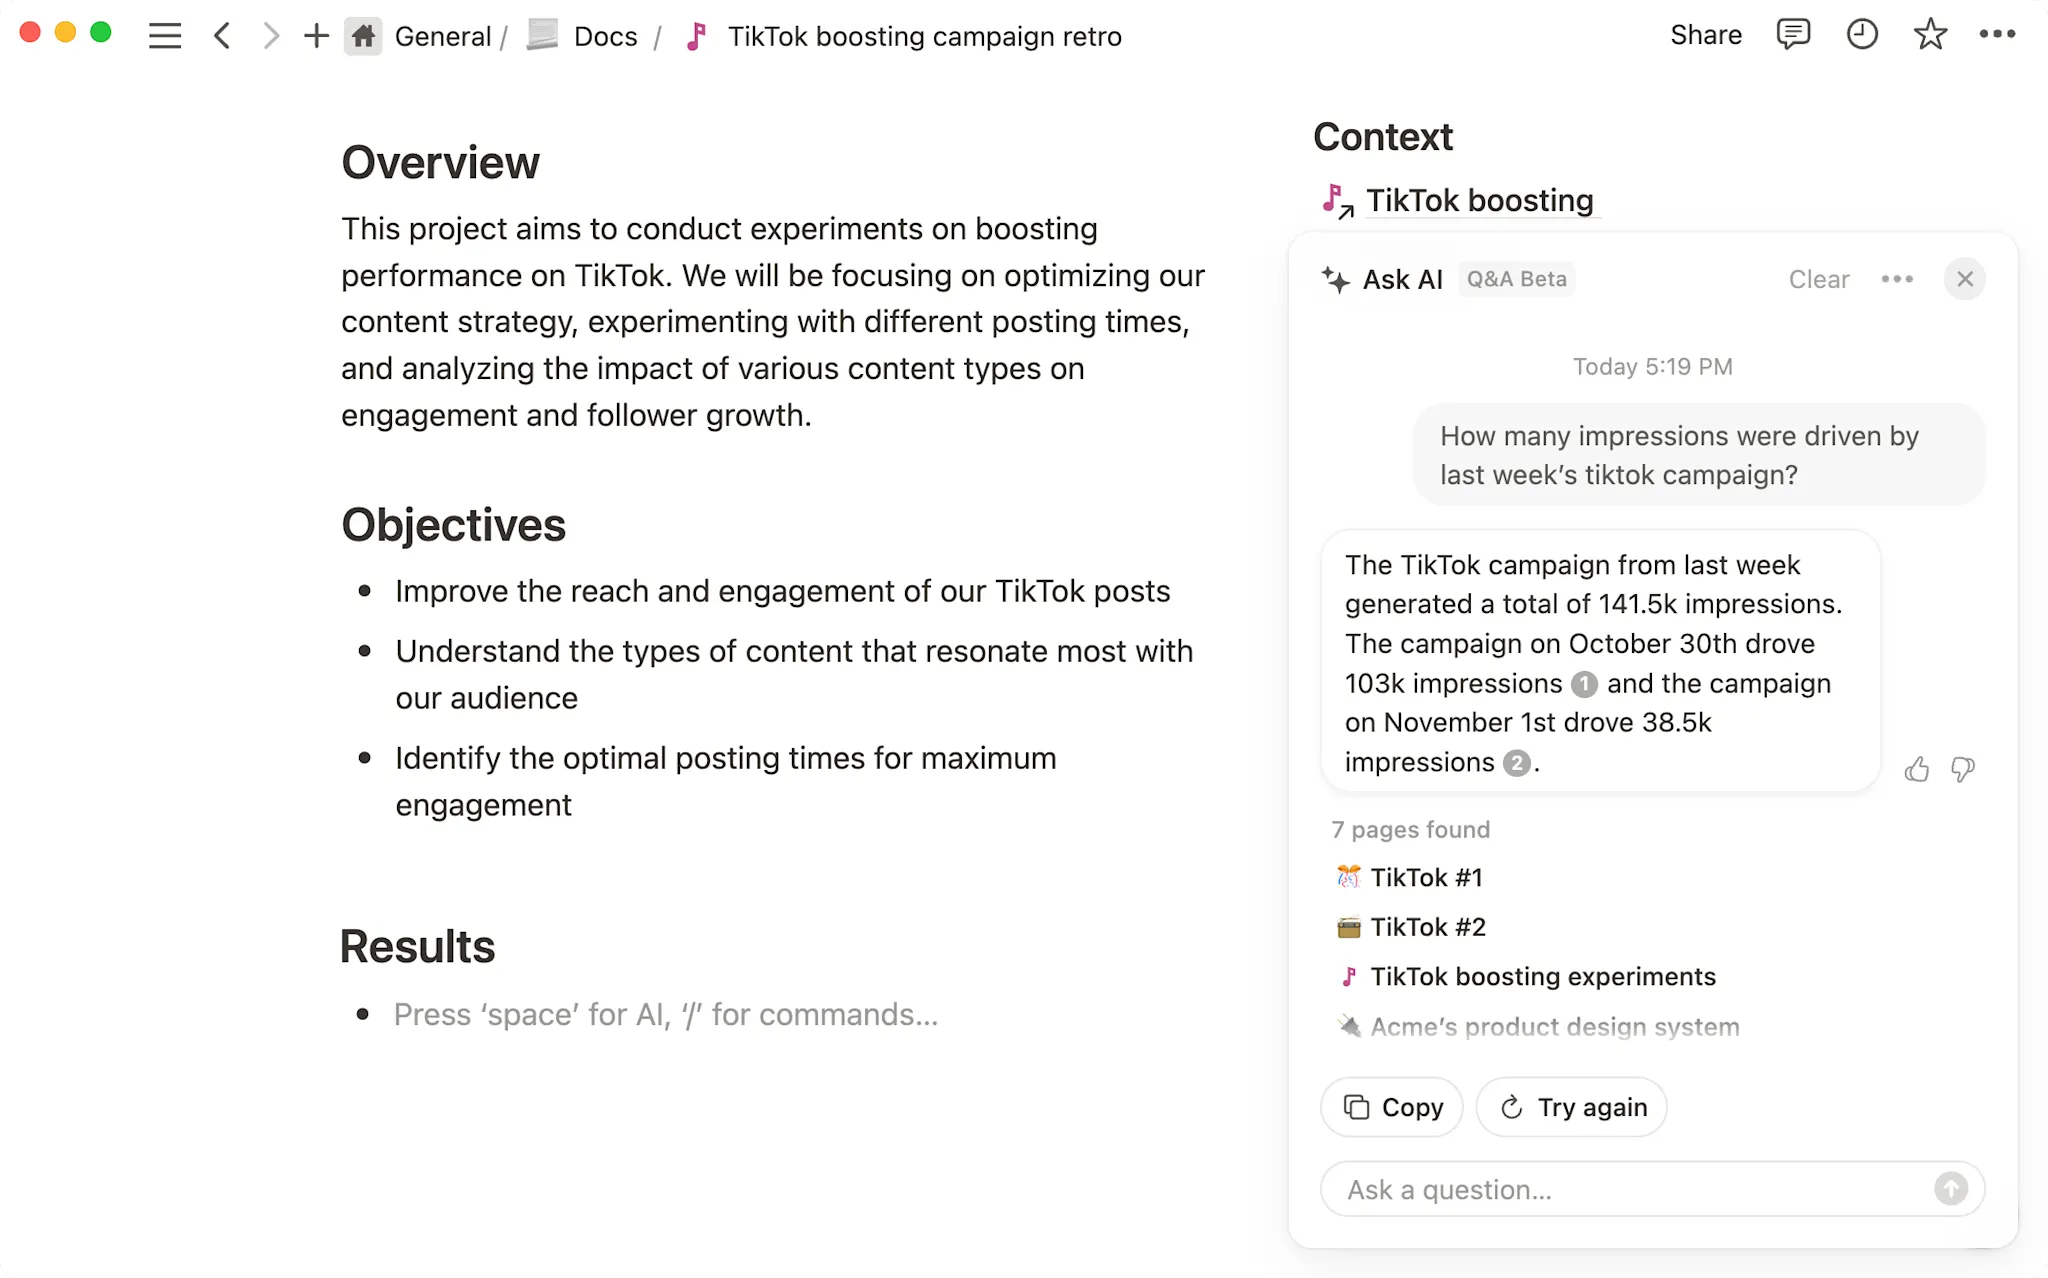 General / Docs / TikTok boosting campaign retro
Share
Overview
This project aims to conduct experiments on boosting
performance on TikTok. We will be focusing on optimizing our
content strategy, experimenting with different posting times,
and analyzing the impact of various content types on
engagement and follower growth.
Objectives
• Improve the reach and engagement of our TikTok posts
• Understand the types of content that resonate most with
our audience
• Identify the optimal posting times for maximum
engagement
Results
• Press ‘space’ for AI, ‘/’ for commands...
Context
TikTok boosting
Ask AI Q&A Beta Clear
Today 5:19 PM
How many impressions were driven by
last week’s tiktok campaign?
The TikTok campaign from last week
generated a total of 141.5k impressions.
The campaign on October 30th drove
103k impressions 1 and the campaign
on November 1st drove 38.5k
impressions 2.
7 pages found
TikTok #1
TikTok #2
TikTok boosting experiments
Acme’s product design system
Copy
Try again
Ask a question...